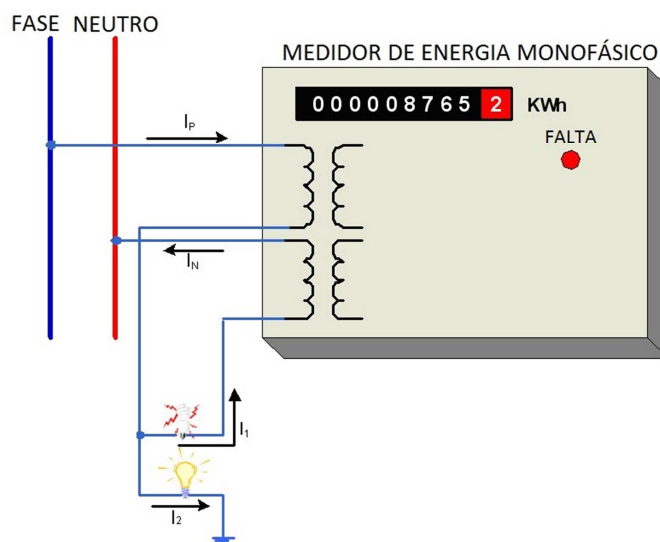 FASE NEUTRO
MEDIDOR DE ENERGIA MONOFÁSICO
000008765 2 KWh
FALTA
IP
IN
I1
I2